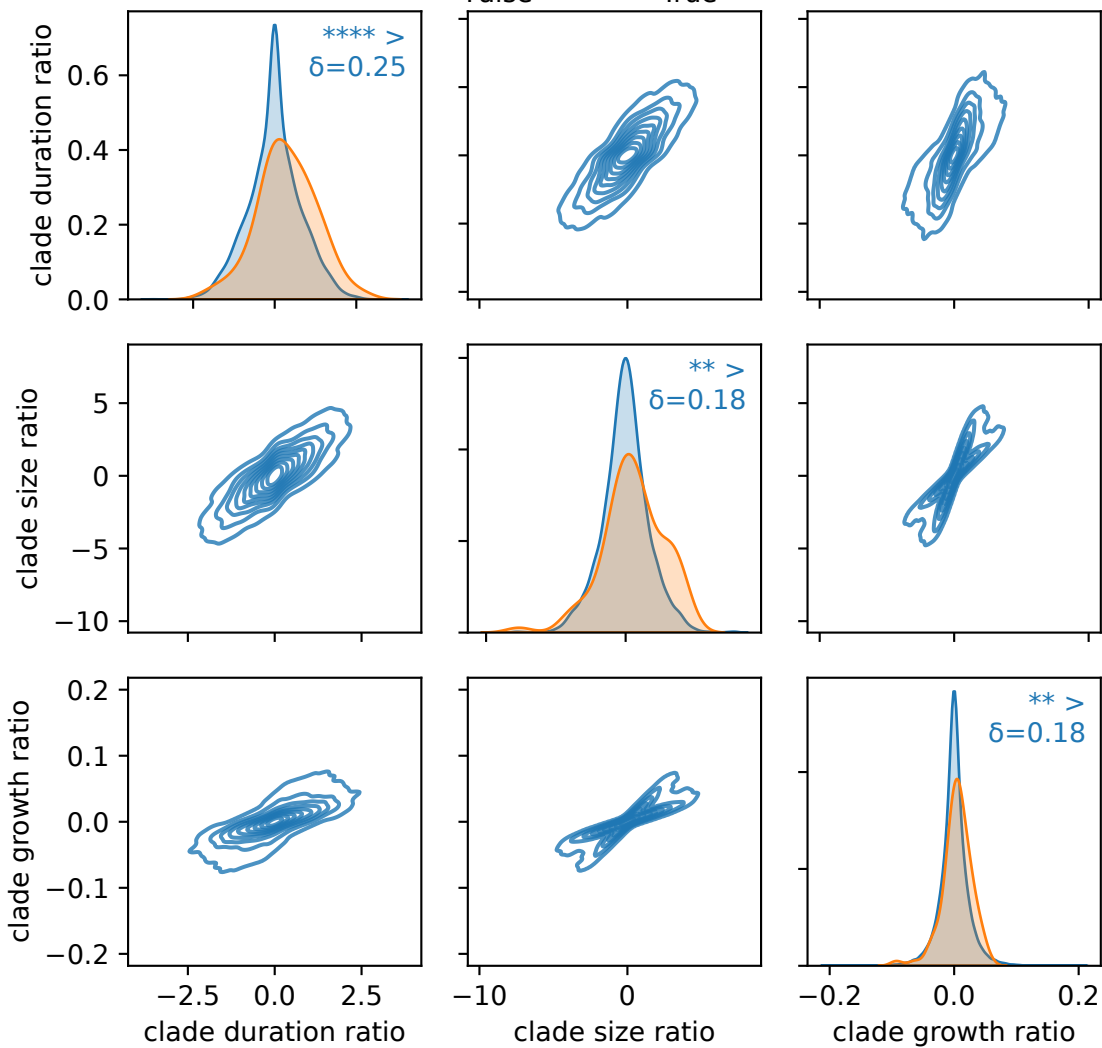 True
clade duration ratio
0.6
0.4
0.2
0.0
**** >
δ=0.25
clade size ratio
5
0
−5
−10
** >
δ=0.18
clade growth ratio
0.2
0.1
0.0
−0.1
−0.2
** >
δ=0.18
−2.5 0.0 2.5
−10 0
−0.2 0.0 0.2
clade duration ratio
clade size ratio
clade growth ratio